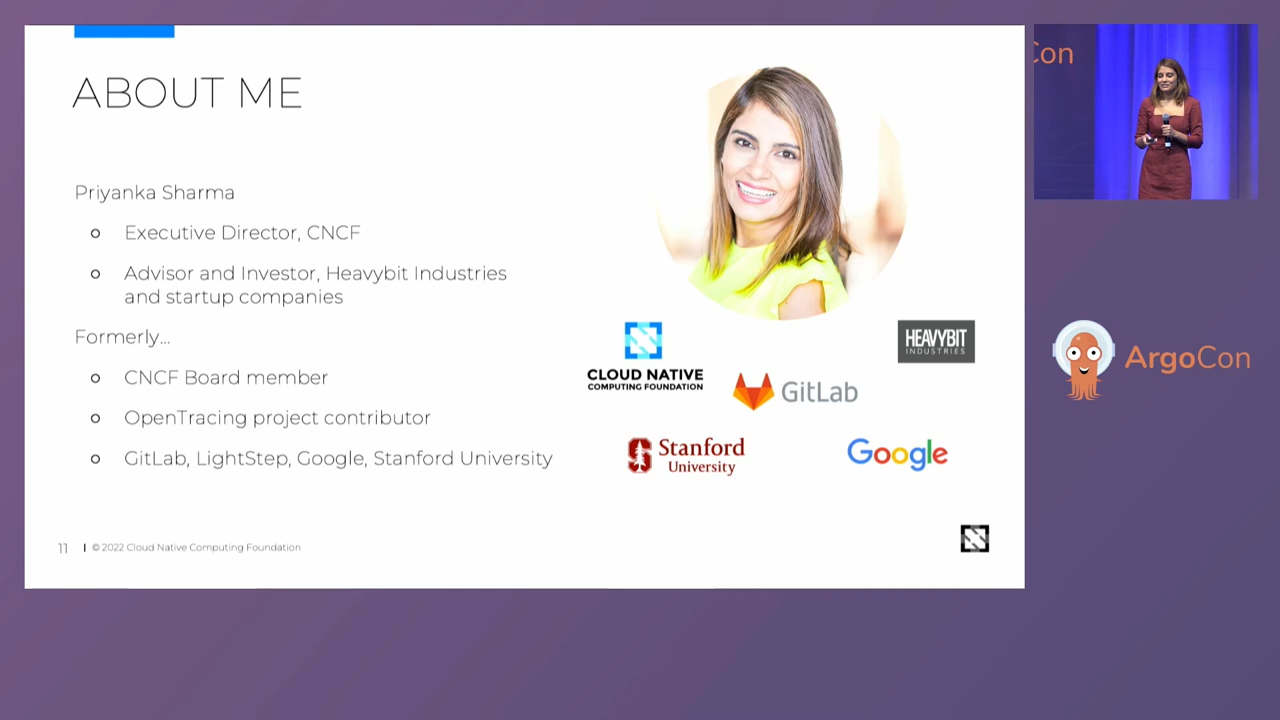 ABOUT ME
Priyanka Sharma
Executive Director, CNCF
Advisor and Investor, Heavybit Industries
and startup companies
Formerly...
CNCF Board member
OpenTracing project contributor
GitLab, LightStep, Google, Stanford University
CLOUD NATIVE
COMPUTING FOUNDATION
HEAVYBIT
INDUSTRIES
GitLab
Stanford
University
Google
11 | © 2022 Cloud Native Computing Foundation
Con
ArgoCon